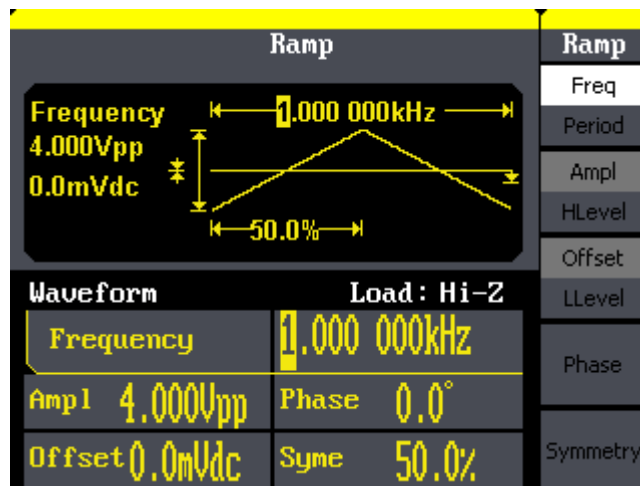 Ramp
Frequency
1.000 000kHz
4.000Vpp
0.0mVdc
50.0%
Waveform
Load: Hi-Z
Frequency
1.000 000kHz
Ampl 4.000Vpp
Phase 0.0°
Offset 0.0mVdc
Syme 50.0%
Ramp
Freq
Period
Ampl
HLevel
Offset
LLevel
Phase
Symmetry